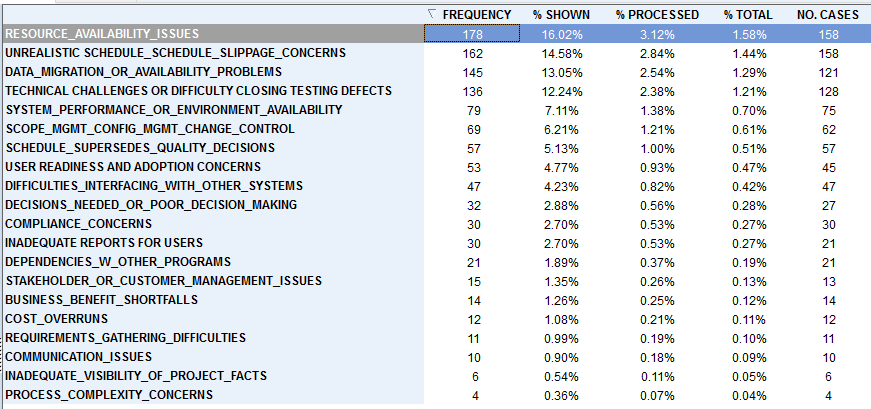 FREQUENCY % SHOWN % PROCESSED % TOTAL NO. CASES
RESOURCE_AVAILABILITY_ISSUES 178 16.02% 3.12% 1.58% 158
UNREALISTIC SCHEDULE_SCHEDULE_SLIPPAGE_CONCERNS 162 14.58% 2.84% 1.44% 158
DATA_MIGRATION_OR_AVAILABILITY_PROBLEMS 145 13.05% 2.54% 1.29% 121
TECHNICAL CHALLENGES OR DIFFICULTY CLOSING TESTING DEFECTS 136 12.24% 2.38% 1.21% 128
SYSTEM_PERFORMANCE_OR_ENVIRONMENT_AVAILABILITY 79 7.11% 1.38% 0.70% 75
SCOPE_MGMT_CONFIG_MGMT_CHANGE_CONTROL 69 6.21% 1.21% 0.61% 62
SCHEDULE_SUPERSEDES_QUALITY_DECISIONS 57 5.13% 1.00% 0.51% 57
USER READINESS AND ADOPTION CONCERNS 53 4.77% 0.93% 0.47% 45
DIFFICULTIES_INTERFACING_WITH_OTHER_SYSTEMS 47 4.23% 0.82% 0.42% 47
DECISIONS_NEEDED_OR_POOR_DECISION_MAKING 32 2.88% 0.56% 0.28% 27
COMPLIANCE_CONCERNS 30 2.70% 0.53% 0.27% 30
INADEQUATE REPORTS FOR USERS 30 2.70% 0.53% 0.27% 21
DEPENDENCIES_W_OTHER_PROGRAMS 21 1.89% 0.37% 0.19% 21
STAKEHOLDER_OR_CUSTOMER_MANAGEMENT_ISSUES 15 1.35% 0.26% 0.13% 13
BUSINESS_BENEFIT_SHORTFALLS 14 1.26% 0.25% 0.12% 14
COST_OVERRUNS 12 1.08% 0.21% 0.11% 12
REQUIREMENTS_GATHERING_DIFFICULTIES 11 0.99% 0.19% 0.10% 11
COMMUNICATION_ISSUES 10 0.90% 0.18% 0.09% 10
INADEQUATE_VISIBILITY_OF_PROJECT_FACTS 6 0.54% 0.11% 0.05% 6
PROCESS_COMPLEXITY_CONCERNS 4 0.36% 0.07% 0.04% 4